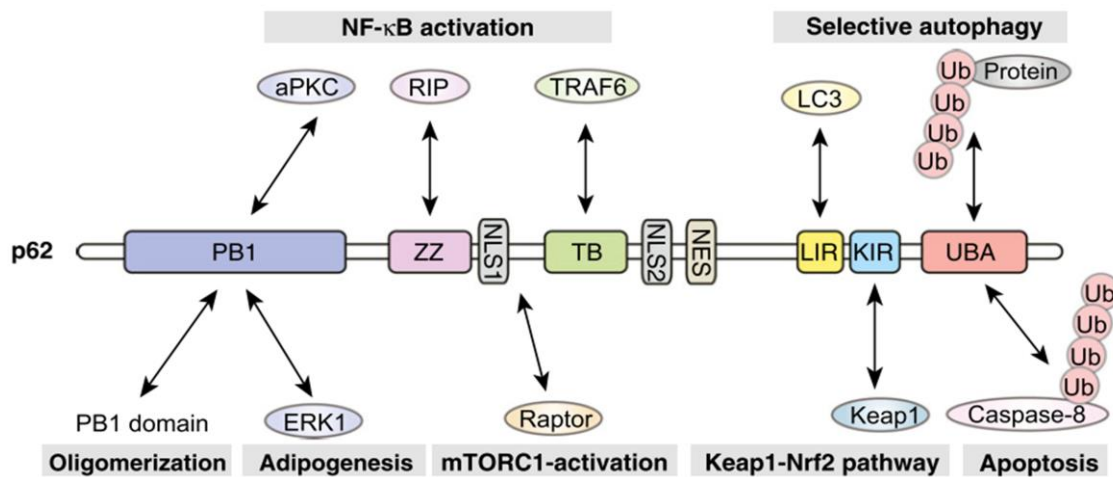 NF-κB activation
Selective autophagy
aPKC
RIP
TRAF6
LC3
Ub
Protein
Ub
Ub
Ub
p62
PB1
ZZ
NLS1
TB
NLS2
NES
LIR
KIR
UBA
Ub
Ub
Ub
Ub
PB1 domain
ERK1
Raptor
Keap1
Caspase-8
Oligomerization
Adipogenesis
mTORC1-activation
Keap1-Nrf2 pathway
Apoptosis